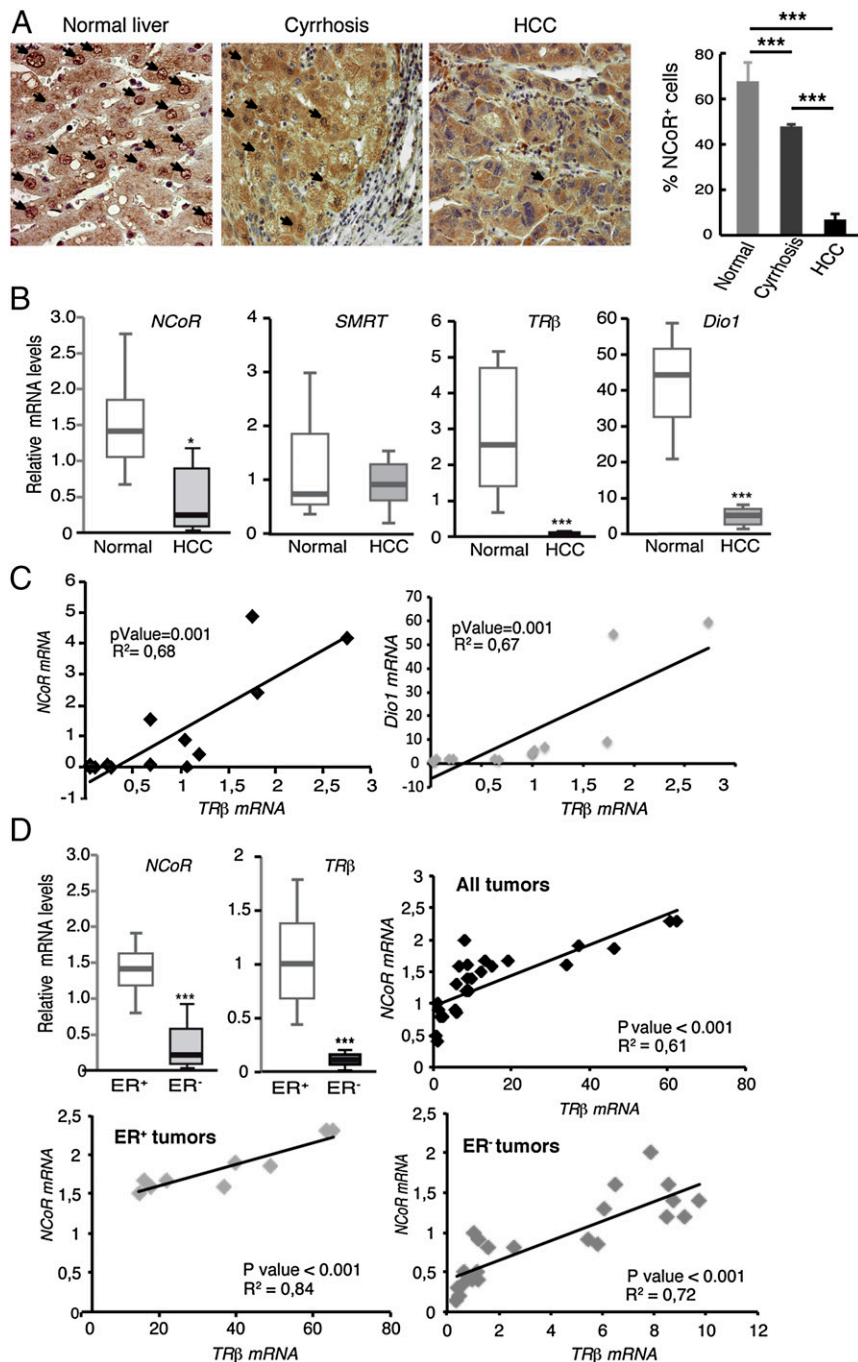 A
Normal liver
Cyrrhosis
HCC
% NCoR+ cells
80
60
40
20
0
***
***
***
Normal
Cyrrhosis
HCC
B
Relative mRNA levels
NCoR
3.0
2.5
2.0
1.5
1.0
0.5
0
*
Normal HCC
SMRT
4
3
2
1
0
Normal HCC
TRβ
6
5
4
3
2
1
0
***
Normal HCC
Dio1
60
50
40
30
20
10
0
***
Normal HCC
C
NCoR mRNA
6
5
4
3
2
1
0
-1
pValue=0.001
R²= 0,68
0,5 1 1,5 2 2,5 3
TRβ mRNA
Dio1 mRNA
70
60
50
40
30
20
10
0
-10
pValue=0.001
R²= 0,67
0,5 1 1,5 2 2,5 3
TRβ mRNA
D
Relative mRNA levels
NCoR
3.0
2.5
2.0
1.5
1.0
0.5
0
***
ER+ ER-
TRβ
2
1.5
1
0.5
0
***
ER+ ER-
All tumors
NCoR mRNA
3
2,5
2
1,5
1
0,5
0
P value < 0.001
R² = 0,61
0 20 40 60 80
TRβ mRNA
ER+ tumors
NCoR mRNA
2,5
2
1,5
1
0,5
0
P value < 0.001
R² = 0,84
0 20 40 60 80
TRβ mRNA
ER- tumors
NCoR mRNA
2,5
2
1,5
1
0,5
0
P value < 0.001
R² = 0,72
0 2 4 6 8 10 12
TRβ mRNA